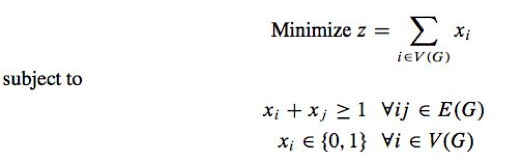 Minimize z = ∑ x_i
i∈V(G)
subject to
x_i + x_j ≥ 1 ∀ij ∈ E(G)
x_i ∈ {0, 1} ∀i ∈ V(G)